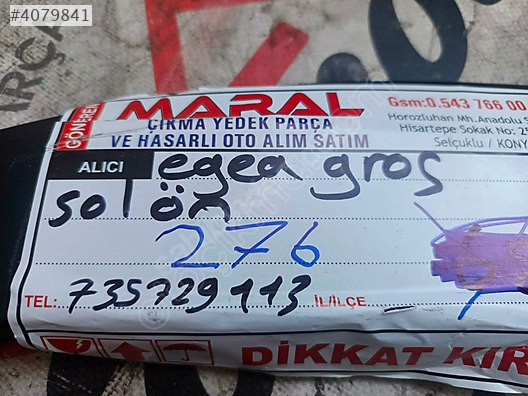 #4079841
GÖNDEREN
MARAL
ÇIKMA YEDEK PARÇA
VE HASARLI OTO ALIM SATIM
Gsm:0.543 766 00
Horozluhan Mh.Anadolu S
Hisartepe Sokak No: 2
Selçuklu / KONY
ALICI egea gros
sol ön
276
TEL: 735729113 İL/İLÇE
DİKKAT KIR